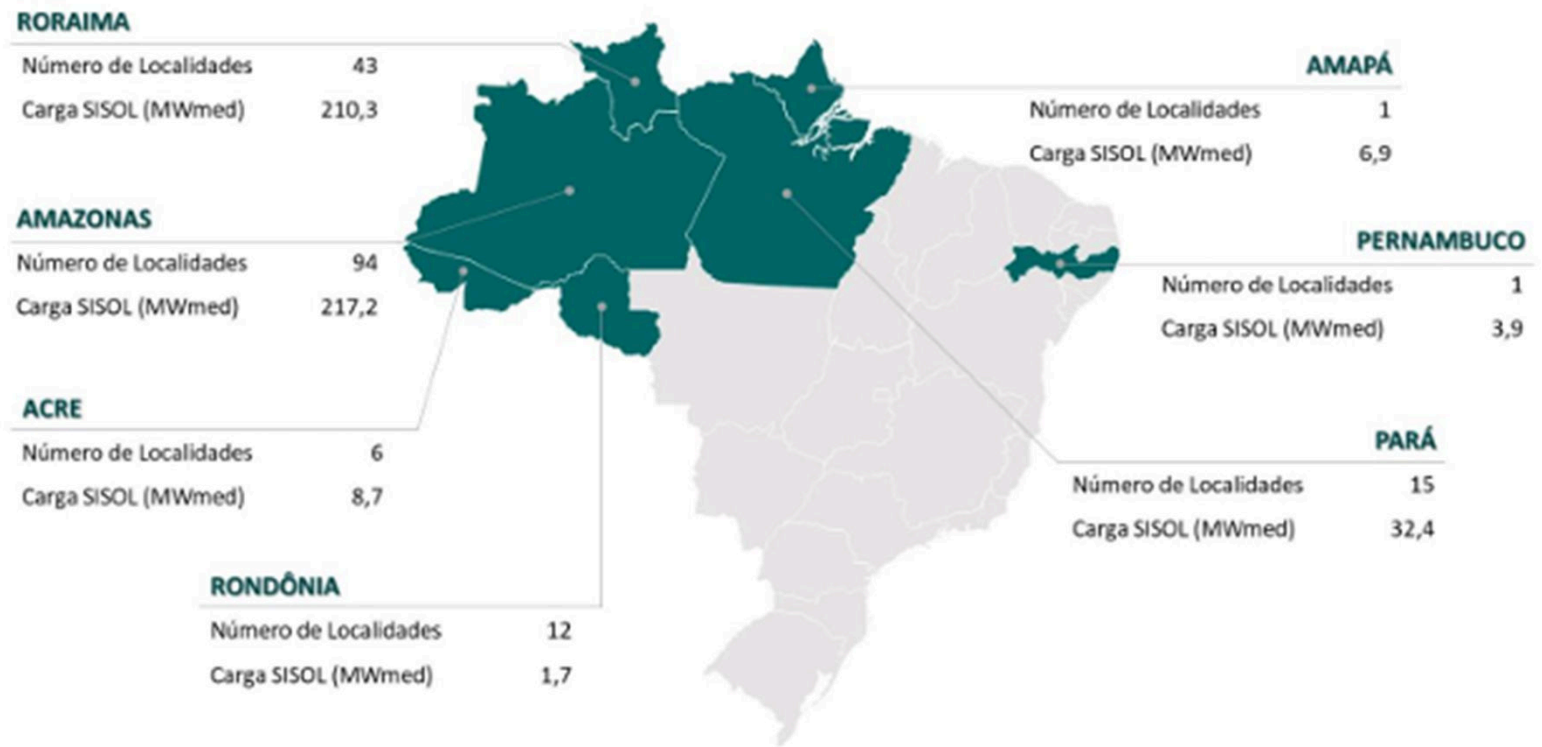 RORAIMA
Número de Localidades 43
Carga SISOL (MWmed) 210,3
AMAPÁ
Número de Localidades 1
Carga SISOL (MWmed) 6,9
AMAZONAS
Número de Localidades 94
Carga SISOL (MWmed) 217,2
PERNAMBUCO
Número de Localidades 1
Carga SISOL (MWmed) 3,9
ACRE
Número de Localidades 6
Carga SISOL (MWmed) 8,7
PARÁ
Número de Localidades 15
Carga SISOL (MWmed) 32,4
RONDÔNIA
Número de Localidades 12
Carga SISOL (MWmed) 1,7